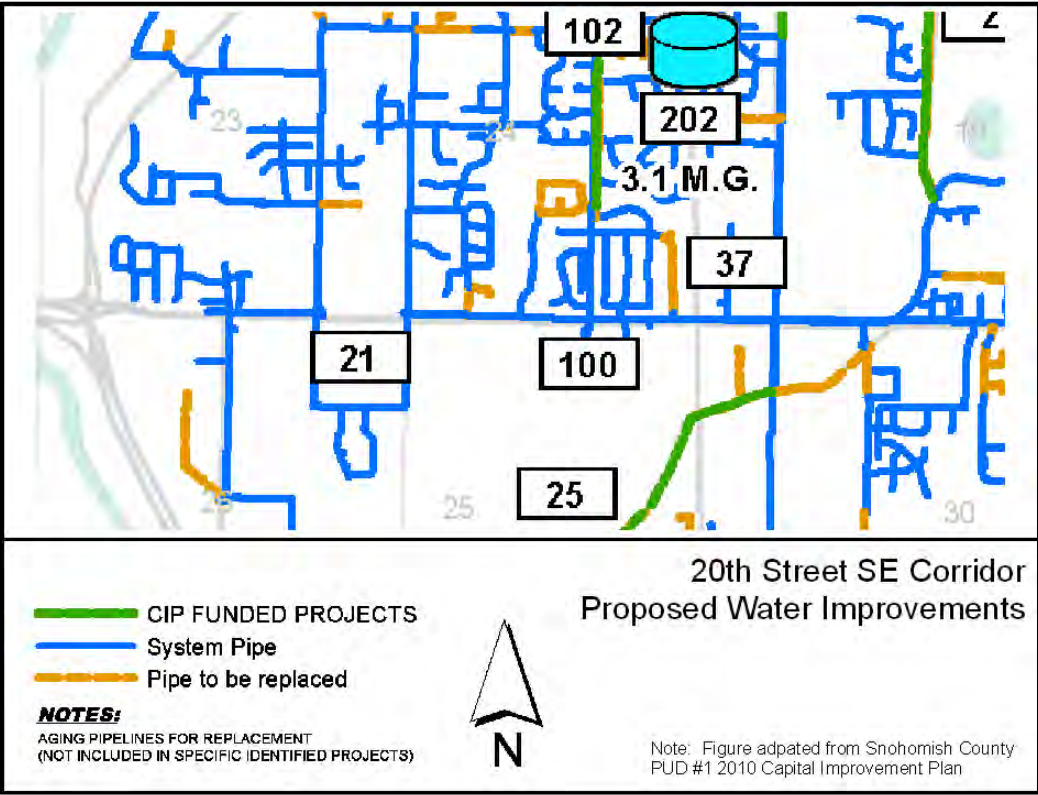 102
2
202
23
24
3.1 M.G.
37
21
100
25
26
25
30
20th Street SE Corridor
Proposed Water Improvements
CIP FUNDED PROJECTS
System Pipe
Pipe to be replaced
NOTES:
AGING PIPELINES FOR REPLACEMENT
(NOT INCLUDED IN SPECIFIC IDENTIFIED PROJECTS)
N
Note: Figure adpated from Snohomish County
PUD #1 2010 Capital Improvement Plan